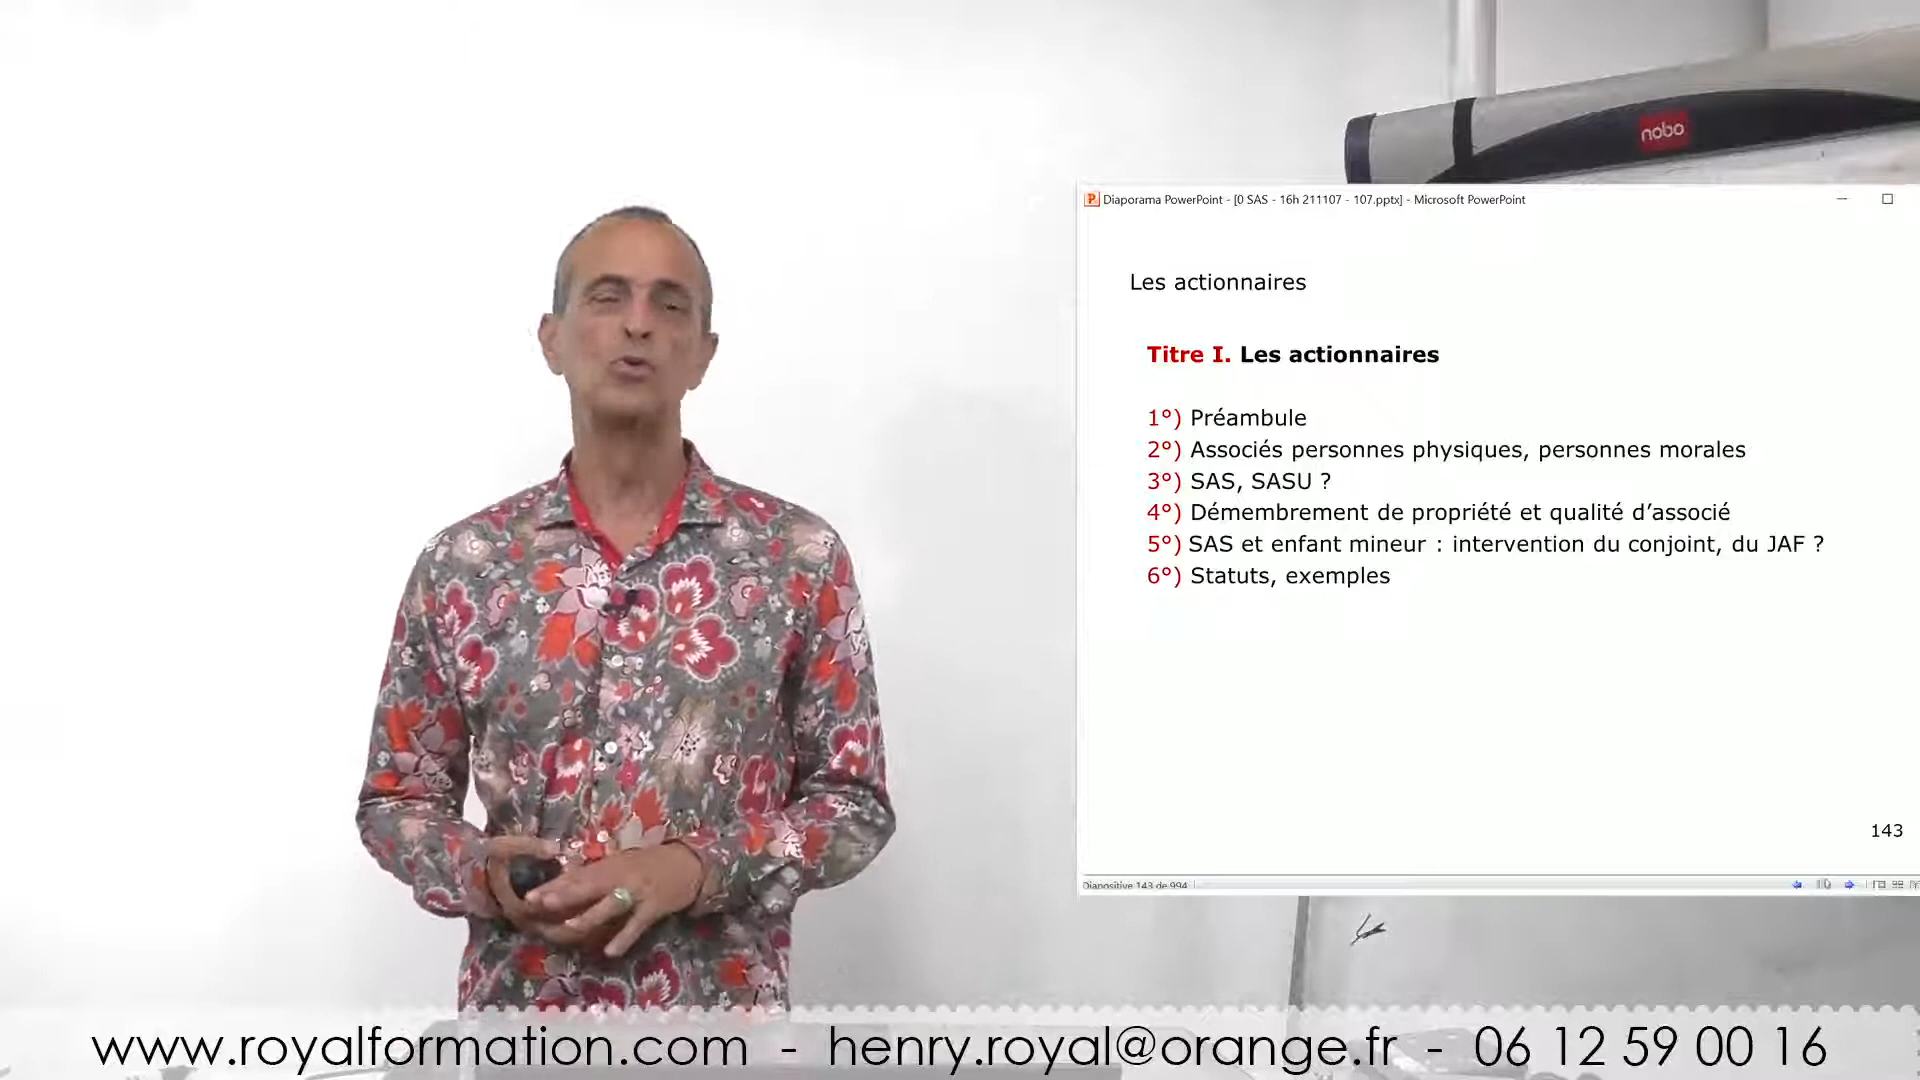 nobo
Diaporama PowerPoint - [0 SAS - 16h 211107 - 107.pptx] - Microsoft PowerPoint
Les actionnaires
Titre I. Les actionnaires
1°) Préambule
2°) Associés personnes physiques, personnes morales
3°) SAS, SASU ?
4°) Démembrement de propriété et qualité d’associé
5°) SAS et enfant mineur : intervention du conjoint, du JAF ?
6°) Statuts, exemples
143
Diapositive 143 de 994
www.royalformation.com - henry.royal@orange.fr - 06 12 59 00 16